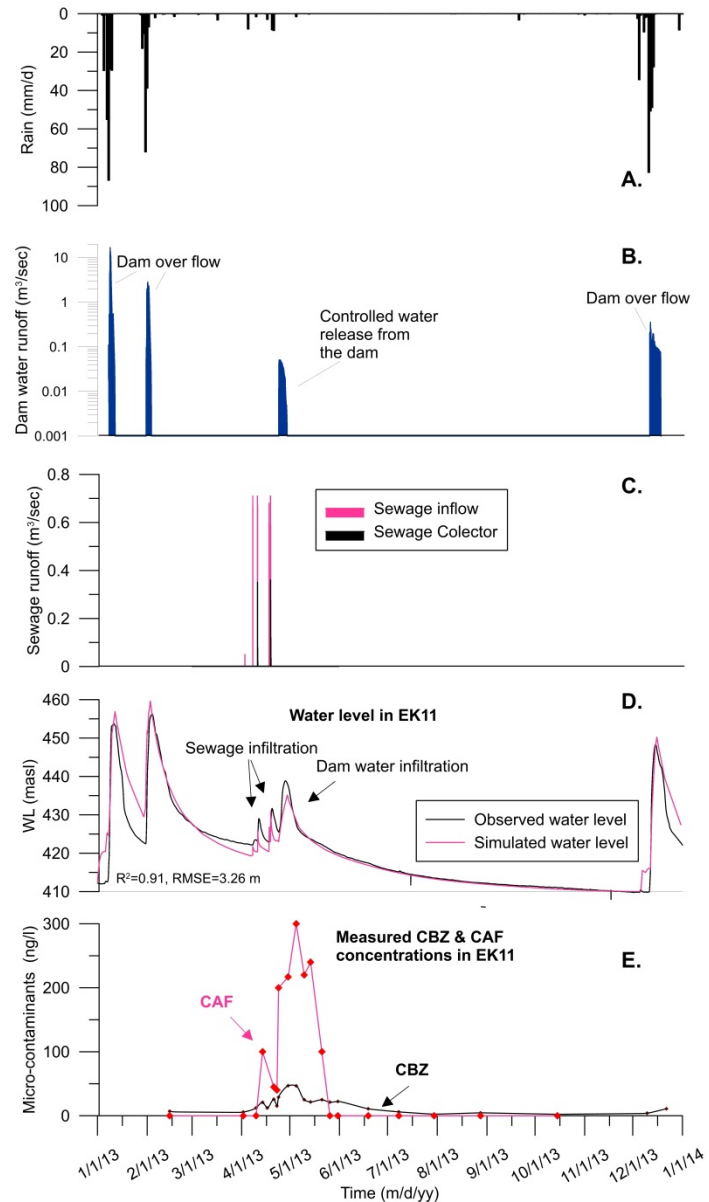 0
20
40
60
80
100
Rain (mm/d)
A.
10
1
0.1
0.01
0.001
Dam water runoff (m³/sec)
B.
Dam over flow
Controlled water
release from
the dam
Dam over flow
0.8
0.6
0.4
0.2
0
Sewage runoff (m³/sec)
C.
Sewage inflow
Sewage Colector
460
450
440
430
420
410
WL (masl)
D.
Water level in EK11
Sewage infiltration
Dam water infiltration
Observed water level
Simulated water level
R²=0.91, RMSE=3.26 m
300
200
100
0
Micro-contaminants (ng/l)
Measured CBZ & CAF
concentrations in EK11
E.
CAF
CBZ
1/1/13
2/1/13
3/1/13
4/1/13
5/1/13
6/1/13
7/1/13
8/1/13
9/1/13
10/1/13
11/1/13
12/1/13
1/1/14
Time (m/d/yy)